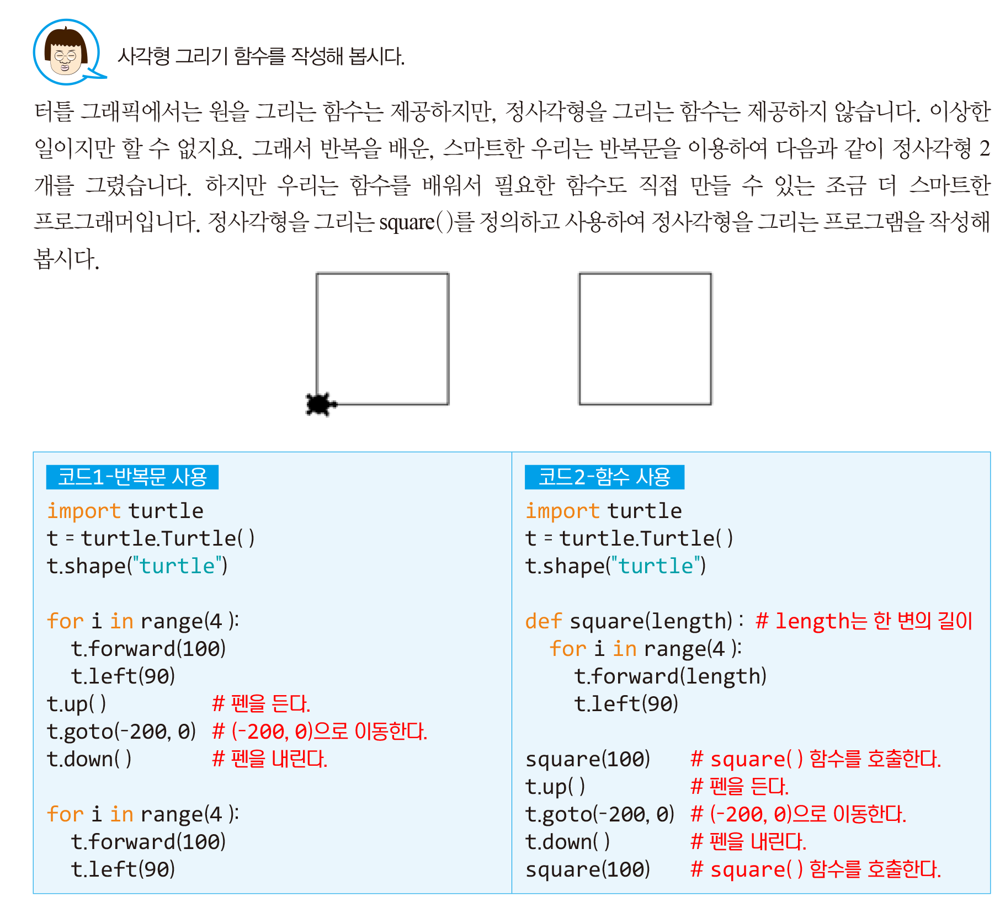 사각형 그리기 함수를 작성해 봅시다.
터틀 그래픽에서는 원을 그리는 함수는 제공하지만, 정사각형을 그리는 함수는 제공하지 않습니다. 이상한
일이지만 할 수 없지요. 그래서 반복을 배운, 스마트한 우리는 반복문을 이용하여 다음과 같이 정사각형 2
개를 그렸습니다. 하지만 우리는 함수를 배워서 필요한 함수도 직접 만들 수 있는 조금 더 스마트한
프로그래머입니다. 정사각형을 그리는 square( )를 정의하고 사용하여 정사각형을 그리는 프로그램을 작성해
봅시다.
코드1-반복문 사용
import turtle
t = turtle.Turtle( )
t.shape("turtle")
for i in range(4 ):
t.forward(100)
t.left(90)
t.up( ) # 펜을 든다.
t.goto(-200, 0) # (-200, 0)으로 이동한다.
t.down( ) # 펜을 내린다.
for i in range(4 ):
t.forward(100)
t.left(90)
코드2-함수 사용
import turtle
t = turtle.Turtle( )
t.shape("turtle")
def square(length) : # length는 한 변의 길이
for i in range(4 ):
t.forward(length)
t.left(90)
square(100) # square( ) 함수를 호출한다.
t.up( ) # 펜을 든다.
t.goto(-200, 0) # (-200, 0)으로 이동한다.
t.down( ) # 펜을 내린다.
square(100) # square( ) 함수를 호출한다.